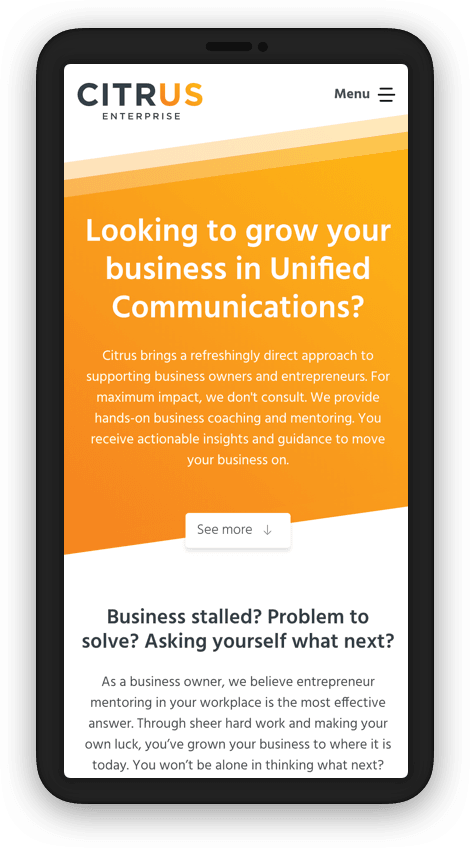 CITRUS
ENTERPRISE
Menu
Looking to grow your
business in Unified
Communications?
Citrus brings a refreshingly direct approach to
supporting business owners and entrepreneurs. For
maximum impact, we don't consult. We provide
hands-on business coaching and mentoring. You
receive actionable insights and guidance to move
your business on.
See more ↓
Business stalled? Problem to
solve? Asking yourself what next?
As a business owner, we believe entrepreneur
mentoring in your workplace is the most effective
answer. Through sheer hard work and making your
own luck, you’ve grown your business to where it is
today. You won’t be alone in thinking what next?